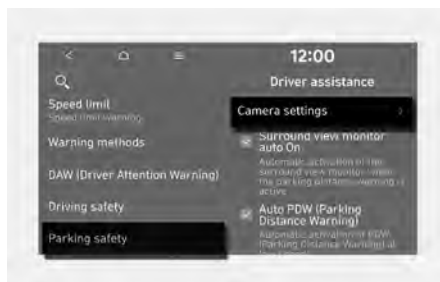 12:00
Driver assistance
Speed limit
Speed limit warning
Warning methods
DAW (Driver Attention Warning)
Driving safety
Parking safety
Camera settings
Surround view monitor
auto On
Automatic activation of the
surround view monitor when
the parking distance warning is
active
Auto PDW (Parking
Distance Warning)
Automatic activation of PDW
(Parking Distance Warning) at